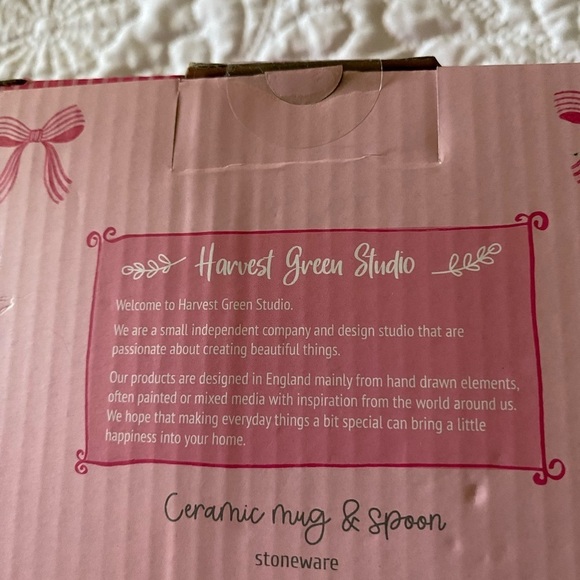 Harvest Green Studio
Welcome to Harvest Green Studio.
We are a small independent company and design studio that are
passionate about creating beautiful things.
Our products are designed in England mainly from hand drawn elements,
often painted or mixed media with inspiration from the world around us.
We hope that making everyday things a bit special can bring a little
happiness into your home.
Ceramic mug & spoon
stoneware